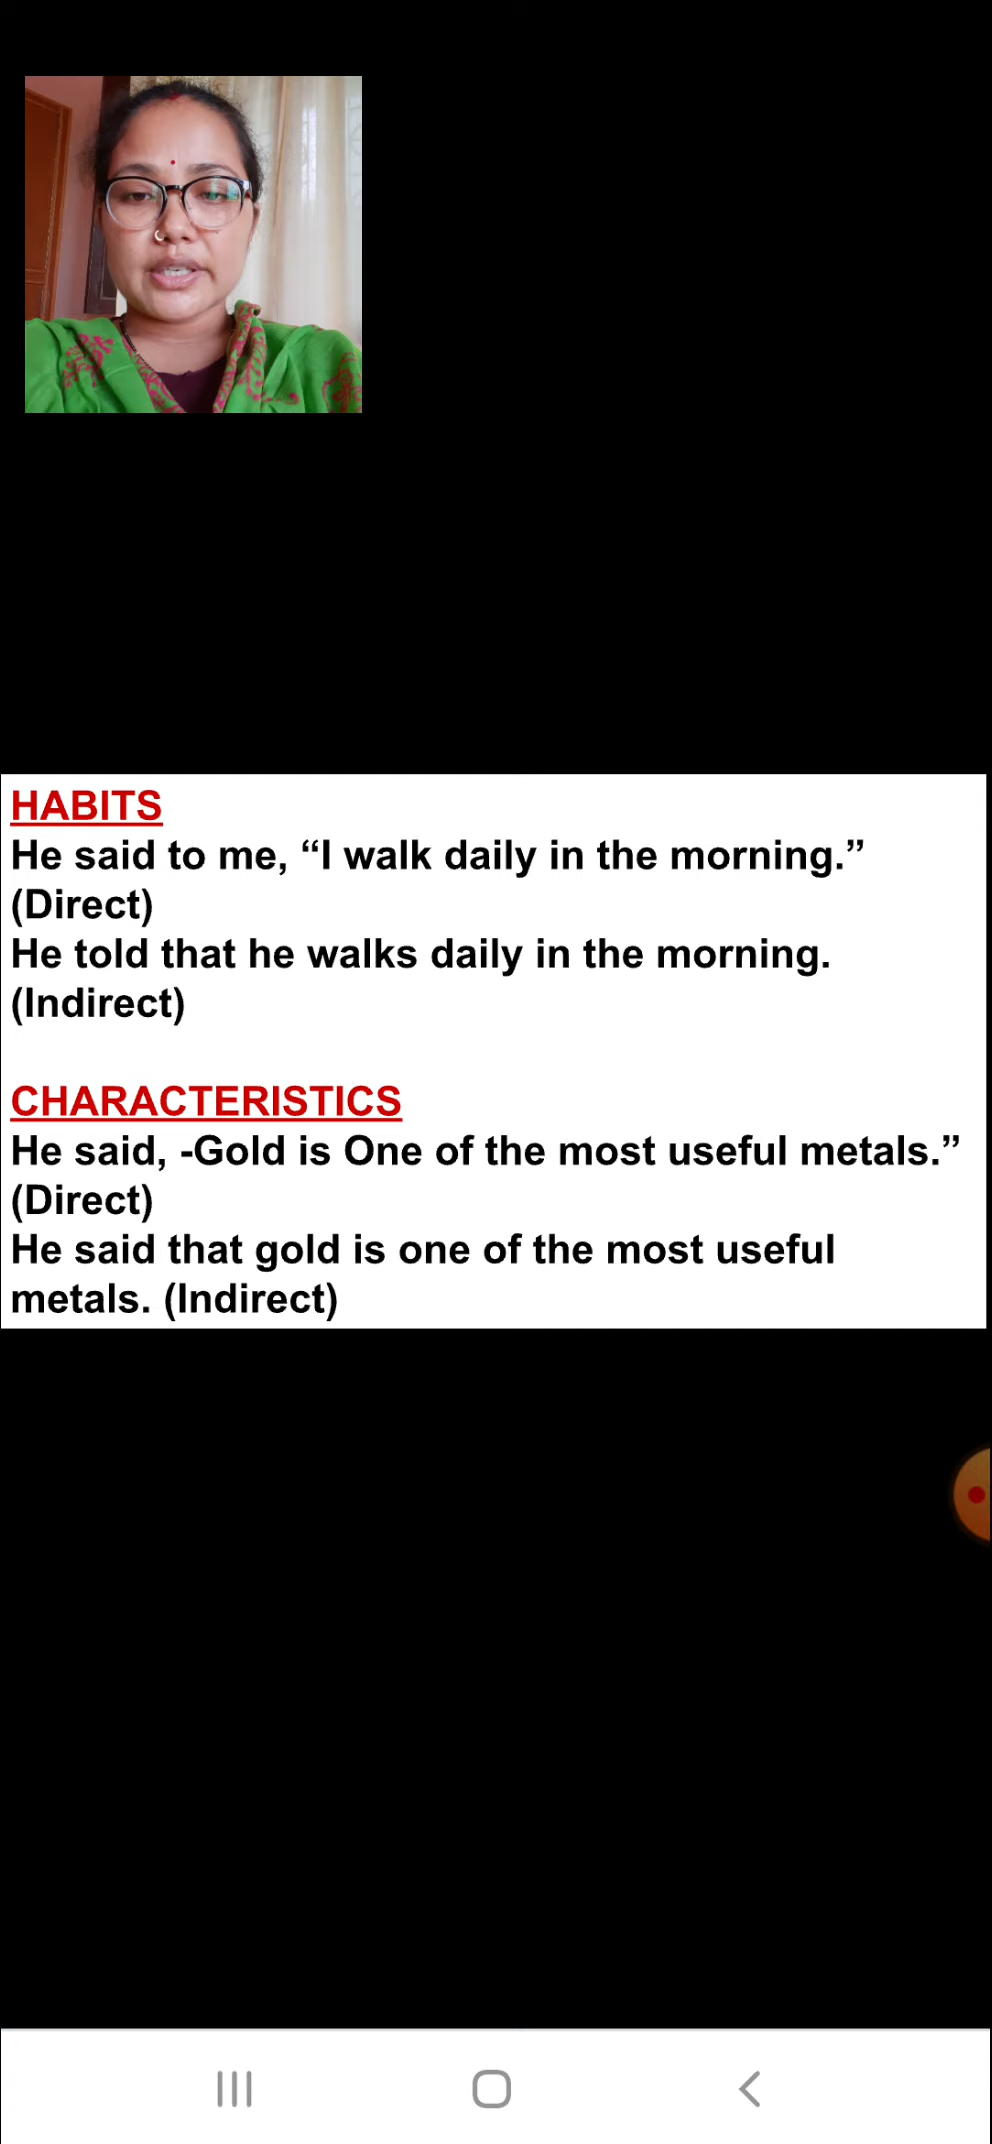 HABITS
He said to me, “I walk daily in the morning.”
(Direct)
He told that he walks daily in the morning.
(Indirect)
CHARACTERISTICS
He said, -Gold is One of the most useful metals.”
(Direct)
He said that gold is one of the most useful
metals. (Indirect)